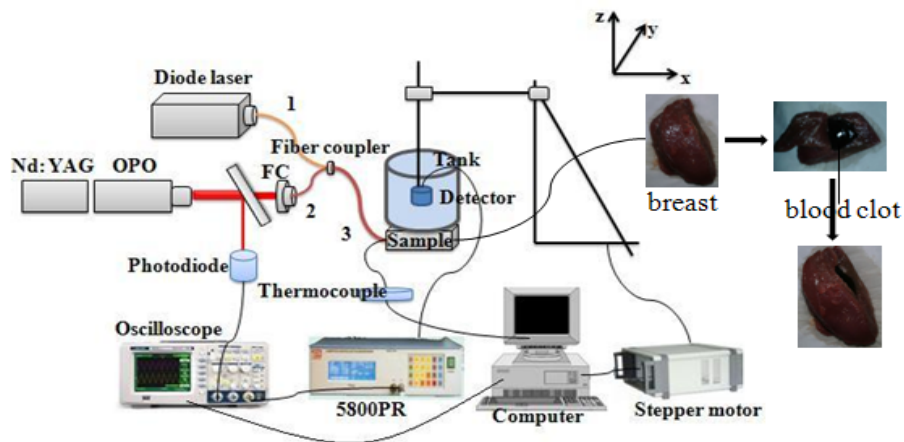 z
y
x
Diode laser
1
Fiber coupler
Nd: YAG
OPO
FC
2
3
Tank
Detector
Sample
breast
blood clot
Photodiode
Thermocouple
Oscilloscope
5800PR
Computer
Stepper motor